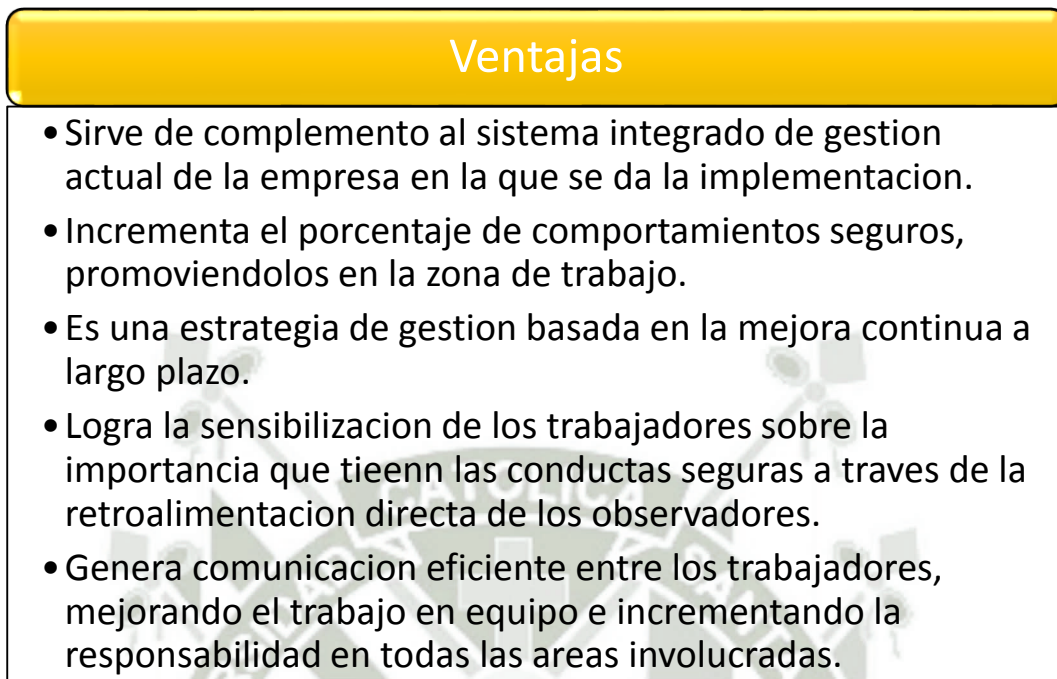 Ventajas
•Sirve de complemento al sistema integrado de gestion
actual de la empresa en la que se da la implementacion.
•Incrementa el porcentaje de comportamientos seguros,
promoviendolos en la zona de trabajo.
•Es una estrategia de gestion basada en la mejora continua a
largo plazo.
•Logra la sensibilizacion de los trabajadores sobre la
importancia que tieenn las conductas seguras a traves de la
retroalimentacion directa de los observadores.
•Genera comunicacion eficiente entre los trabajadores,
mejorando el trabajo en equipo e incrementando la
responsabilidad en todas las areas involucradas.
CATOLICA